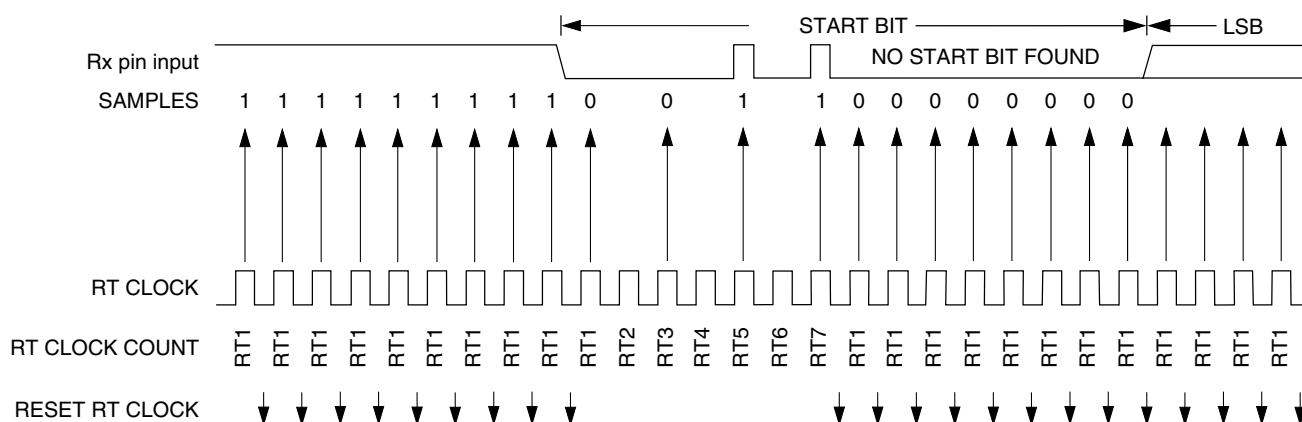 START BIT LSB
Rx pin input NO START BIT FOUND
SAMPLES 1 1 1 1 1 1 1 1 1 0 0 1 1 0 0 0 0 0 0 0 0
RT CLOCK
RT CLOCK COUNT RT1 RT1 RT1 RT1 RT1 RT1 RT1 RT1 RT1 RT1 RT2 RT3 RT4 RT5 RT6 RT7 RT1 RT1 RT1 RT1 RT1 RT1 RT1 RT1 RT1 RT1 RT1 RT1
RESET RT CLOCK